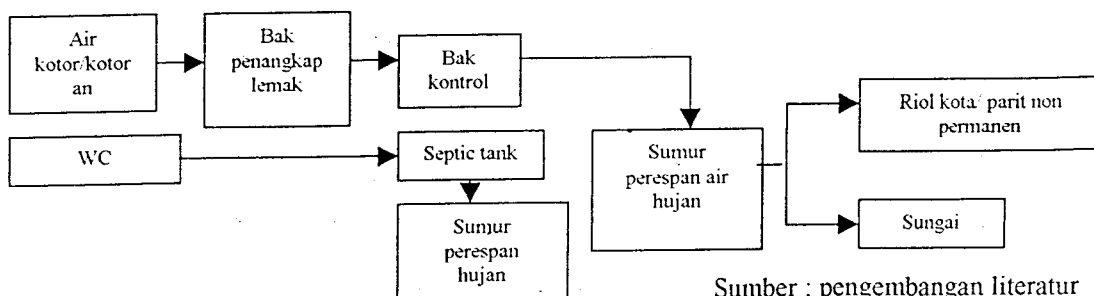 Air
kotor/kotor
an
Bak
penangkap
lemak
Bak
kontrol
Riol kota/ parit non
permanen
WC
Septic tank
Sumur
perespan air
hujan
Sungai
Sumur
perespan
hujan
Sumber : pengembangan literatur